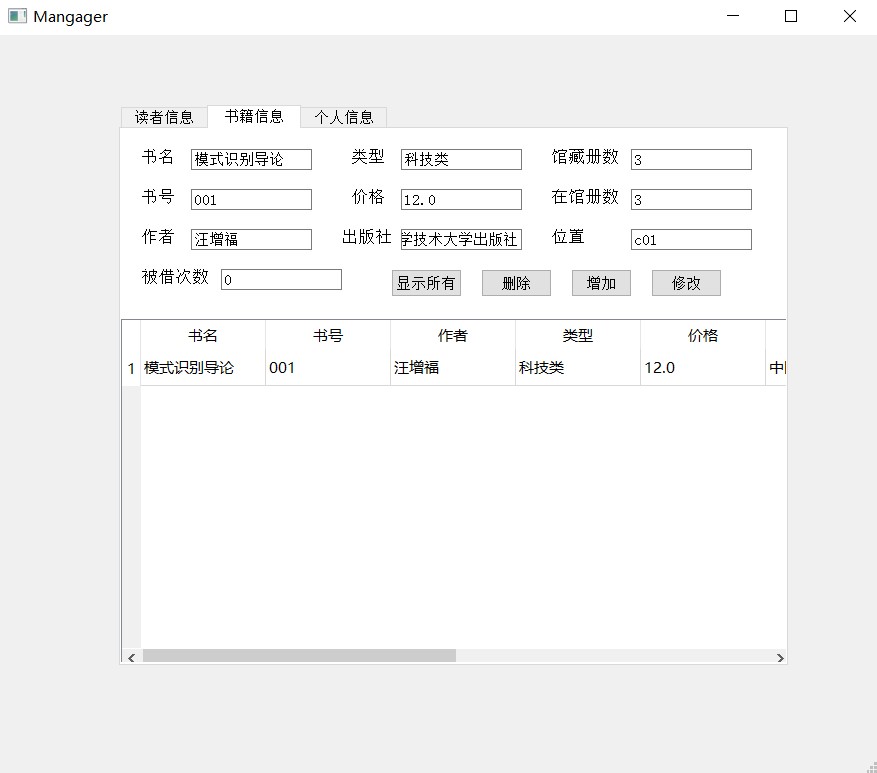 Mangager
读者信息 书籍信息 个人信息
书名 模式识别导论 类型 科技类 馆藏册数 3
书号 001 价格 12.0 在馆册数 3
作者 汪增福 出版社 学技术大学出版社 位置 c01
被借次数 0 显示所有 删除 增加 修改
书名 书号 作者 类型 价格
1 模式识别导论 001 汪增福 科技类 12.0 中